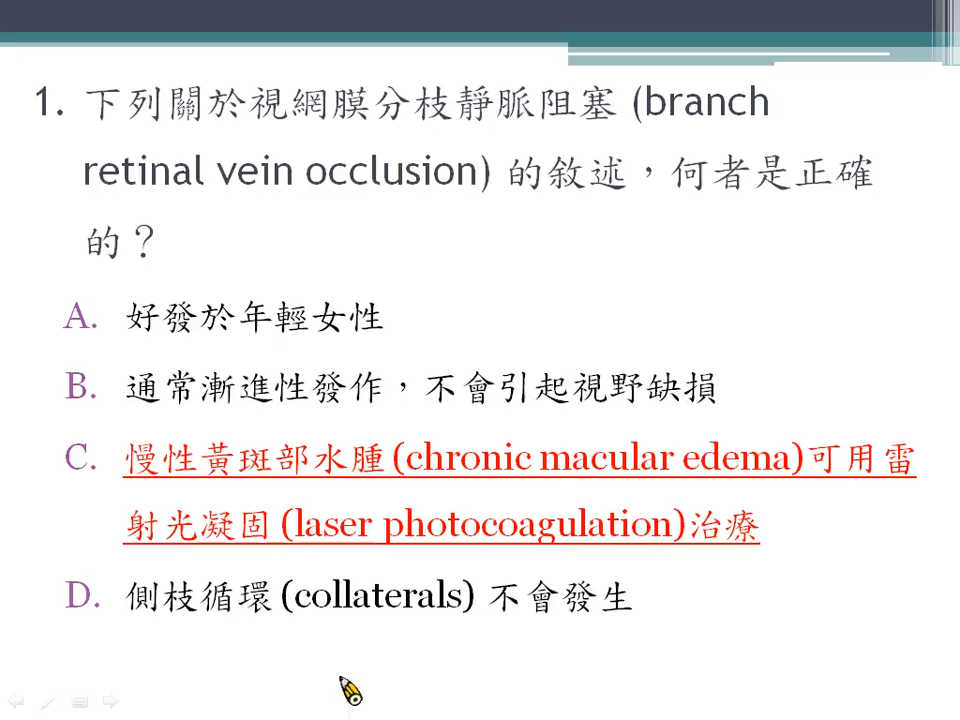 1. 下列關於視網膜分枝靜脈阻塞 (branch
retinal vein occlusion) 的敘述，何者是正確
的？
A. 好發於年輕女性
B. 通常漸進性發作，不會引起視野缺損
C. 慢性黃斑部水腫 (chronic macular edema)可用雷
射光凝固 (laser photocoagulation)治療
D. 側枝循環 (collaterals) 不會發生